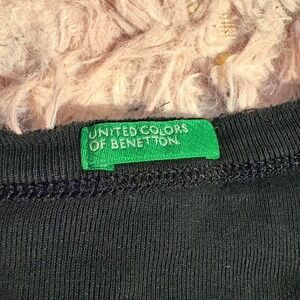 UNITED COLORS
OF BENETTON.